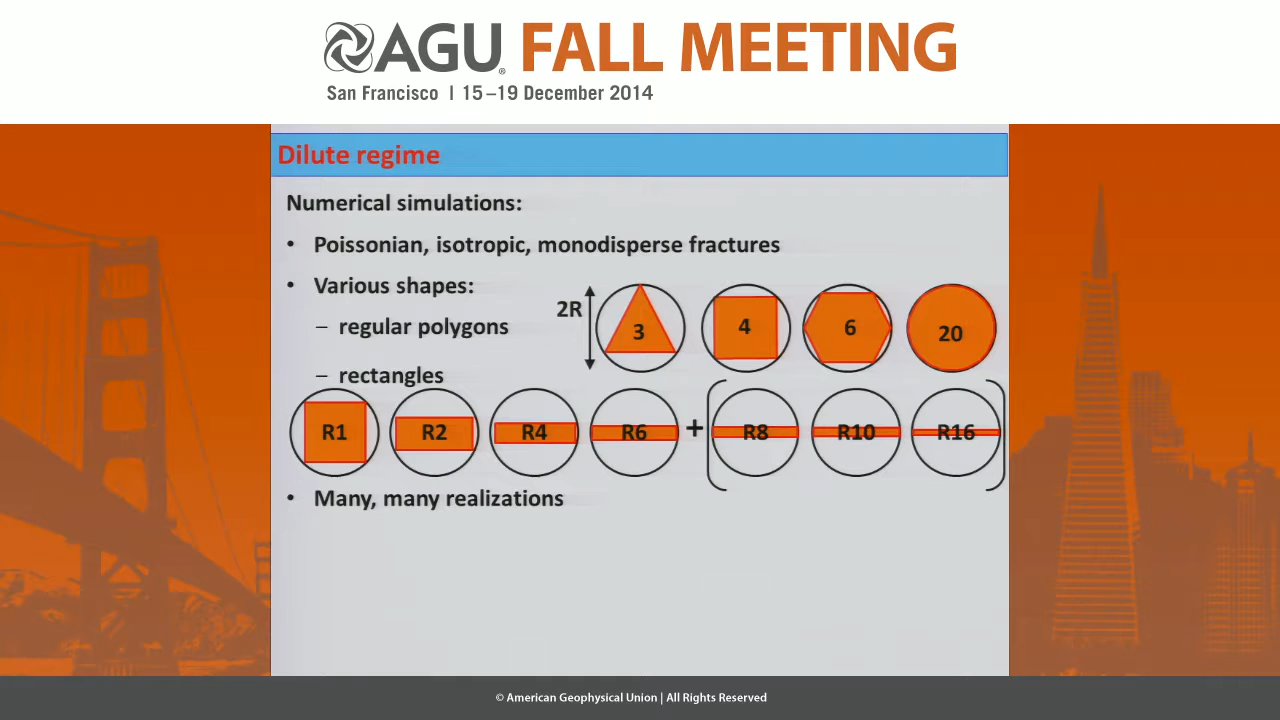 AGU FALL MEETING
San Francisco | 15–19 December 2014
Dilute regime
Numerical simulations:
• Poissonian, isotropic, monodisperse fractures
• Various shapes:
– regular polygons
2R 3 4 6 20
– rectangles
R1 R2 R4 R6 + R8 R10 R16
• Many, many realizations
© American Geophysical Union | All Rights Reserved